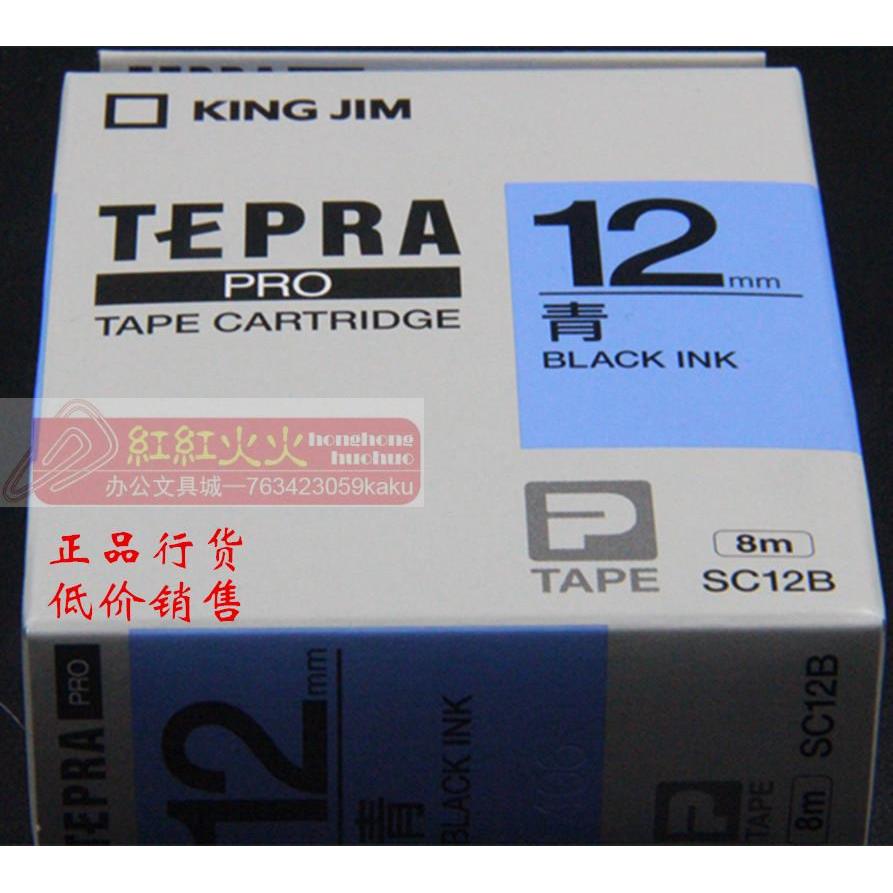 TEPRA
KING JIM
TEPRA
PRO
TAPE CARTRIDGE
12mm
青
BLACK INK
紅紅火火 honghong huohuo
办公文具城—763423059kaku
正品行货
低价销售
P
TAPE
8m
SC12B
TEPRA PRO
12mm
青
BLACK INK
P
TAPE
8m
SC12B